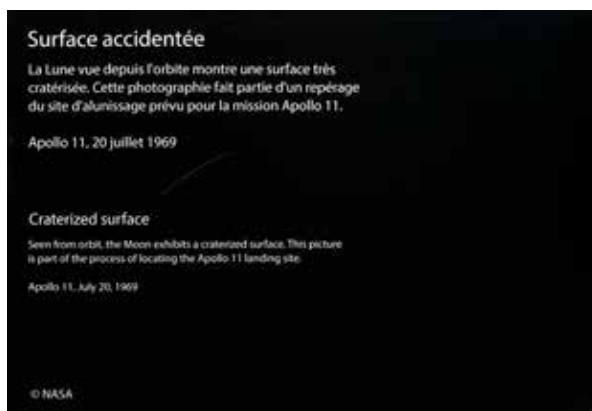 Surface accidentée
La Lune vue depuis l'orbite montre une surface très
cratérisée. Cette photographie fait partie d'un repérage
du site d'alunissage prévu pour la mission Apollo 11.
Apollo 11, 20 juillet 1969
Craterized surface
Seen from orbit, the Moon exhibits a craterized surface. This picture
is part of the process of locating the Apollo 11 landing site.
Apollo 11, July 20, 1969
© NASA